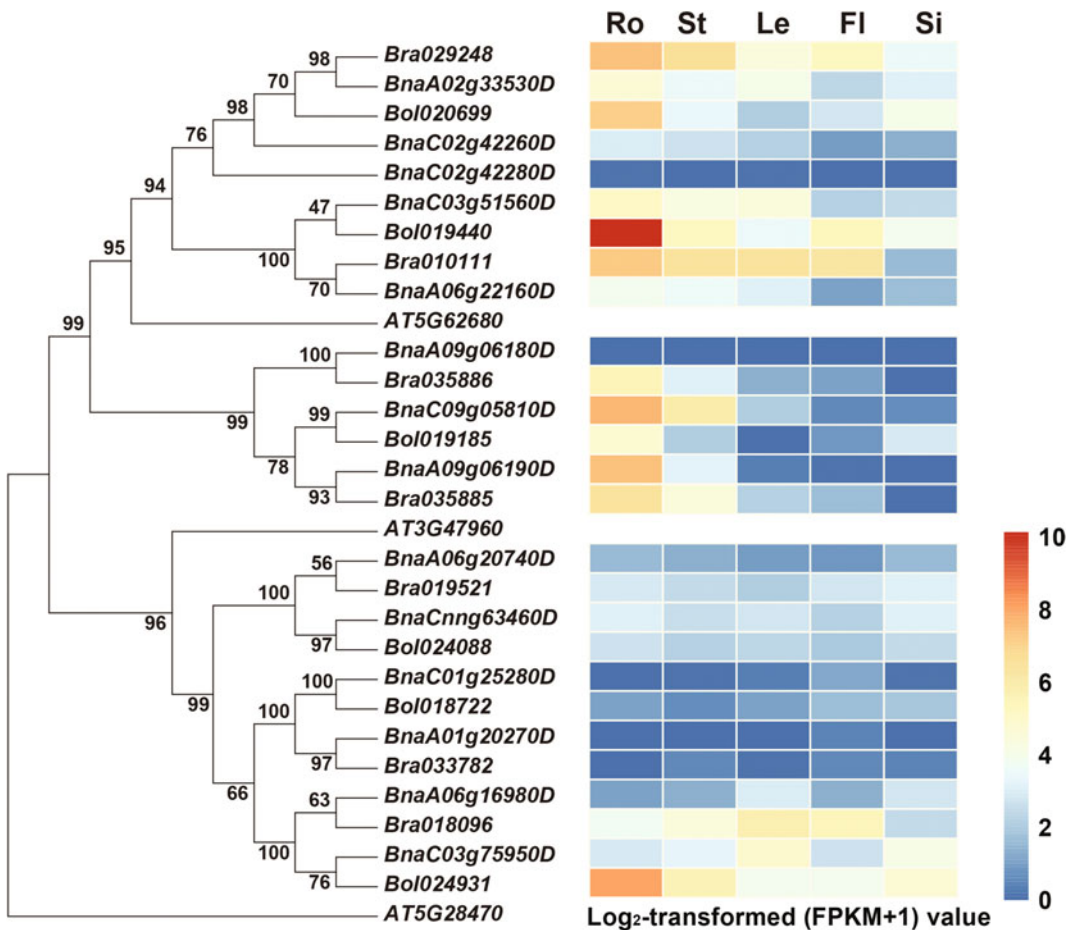 Ro St Le Fl Si
98 Bra029248
70 BnaA02g33530D
98 Bol020699
76 BnaC02g42260D
94 BnaC02g42280D
47 BnaC03g51560D
95 Bol019440
100 Bra010111
70 BnaA06g22160D
99 AT5G62680
100 BnaA09g06180D
Bra035886
99 99 BnaC09g05810D
Bol019185
78 BnaA09g06190D
93 Bra035885
AT3G47960
56 BnaA06g20740D
100 Bra019521
96 BnaCnng63460D
97 Bol024088
100 BnaC01g25280D
99 100 Bol018722
BnaA01g20270D
97 Bra033782
66 63 BnaA06g16980D
Bra018096
100 BnaC03g75950D
76 Bol024931
AT5G28470
10
8
6
4
2
0
Log2-transformed (FPKM+1) value